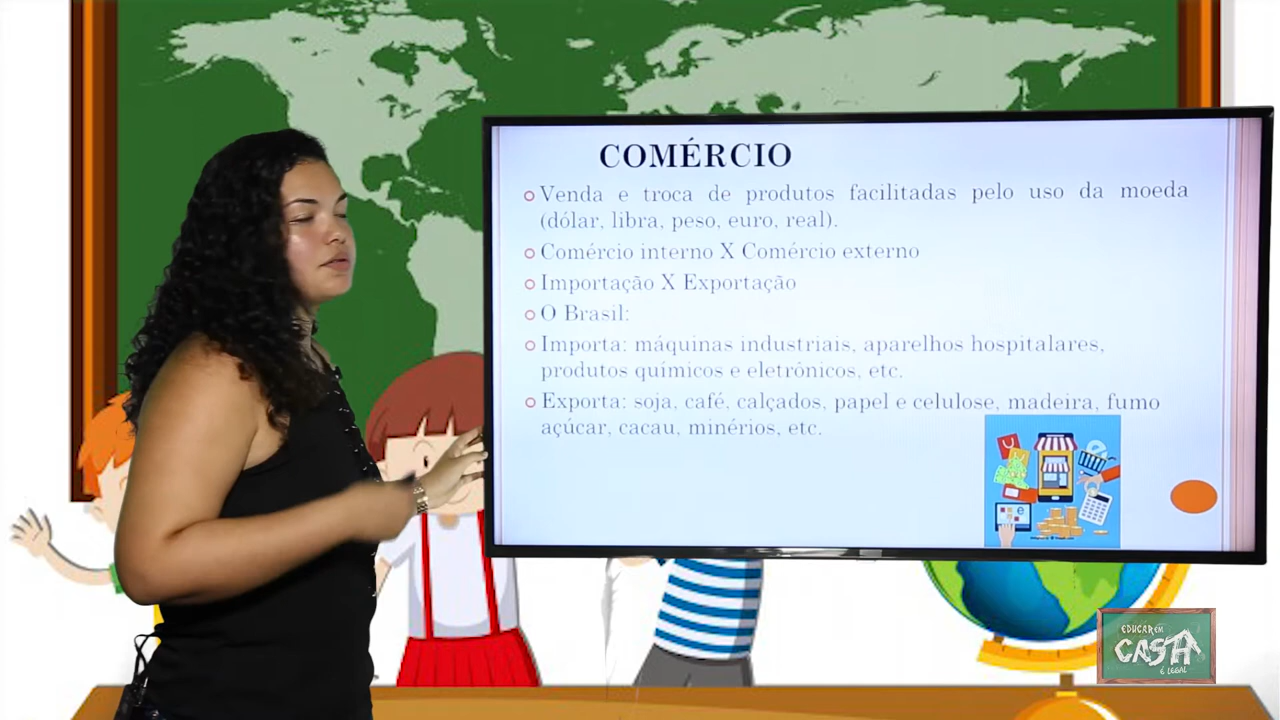 COMÉRCIO
Venda e troca de produtos facilitadas pelo uso da moeda
(dólar, libra, peso, euro, real).
Comércio interno X Comércio externo
Importação X Exportação
O Brasil:
Importa: máquinas industriais, aparelhos hospitalares,
produtos químicos e eletrônicos, etc.
Exporta: soja, café, calçados, papel e celulose, madeira, fumo
açúcar, cacau, minérios, etc.
EDUCAR EM
CASA
É LEGAL